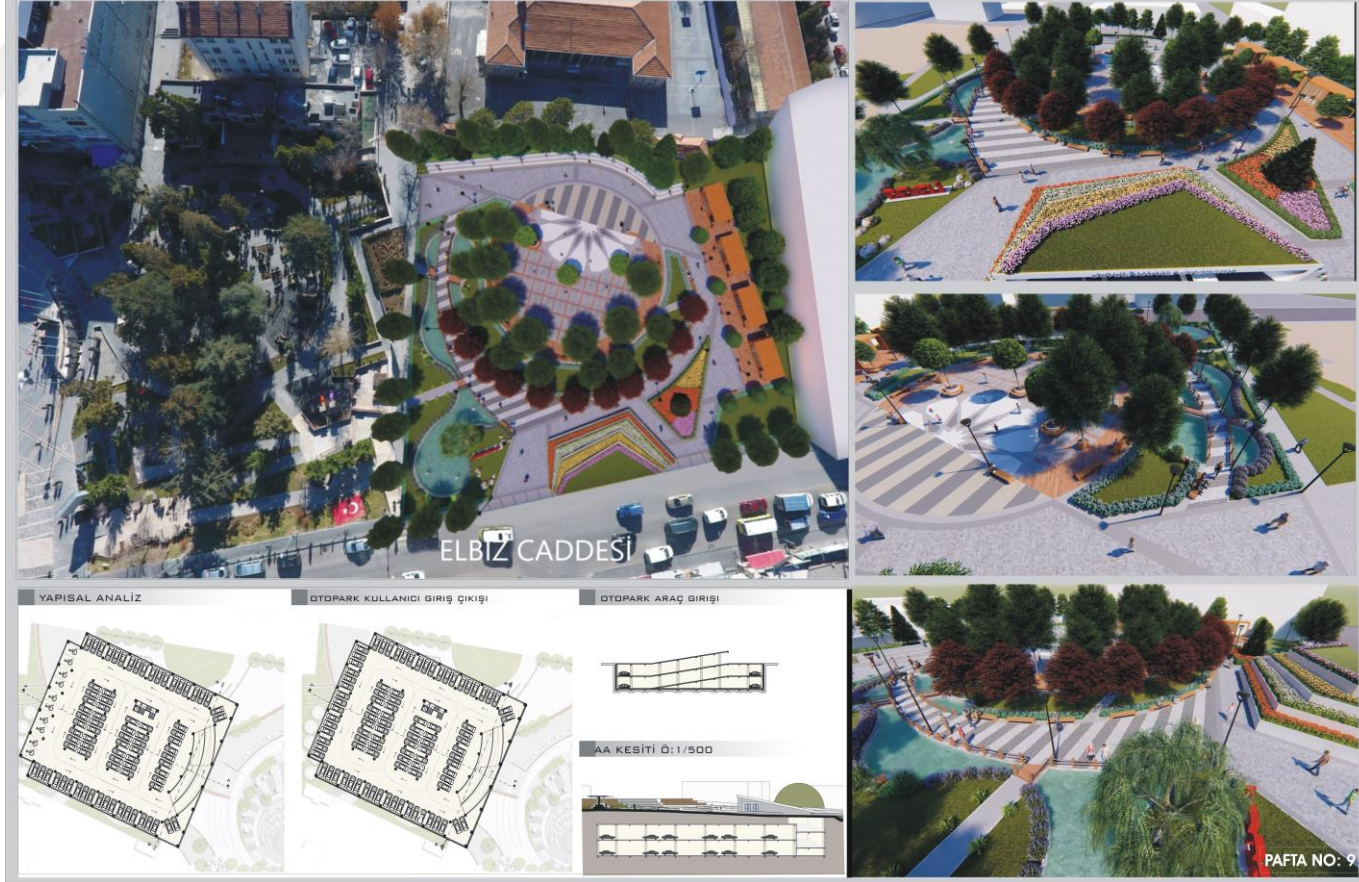 ELBİZ CADDESİ
YAPISAL ANALİZ
OTOPARK KULLANICI GİRİŞ ÇIKIŞI
OTOPARK ARAÇ GİRİŞİ
AA KESİTİ Ö:1/500
PAFTA NO: 9